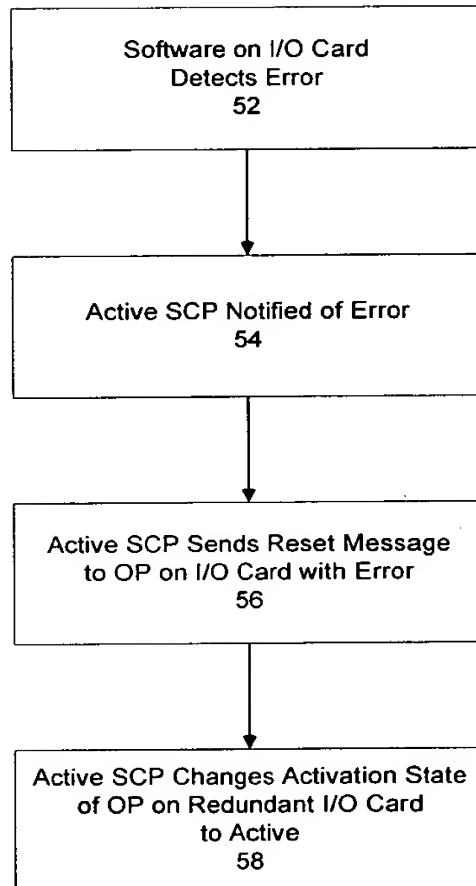 Software on I/O Card
Detects Error
52
Active SCP Notified of Error
54
Active SCP Sends Reset Message
to OP on I/O Card with Error
56
Active SCP Changes Activation State
of OP on Redundant I/O Card
to Active
58